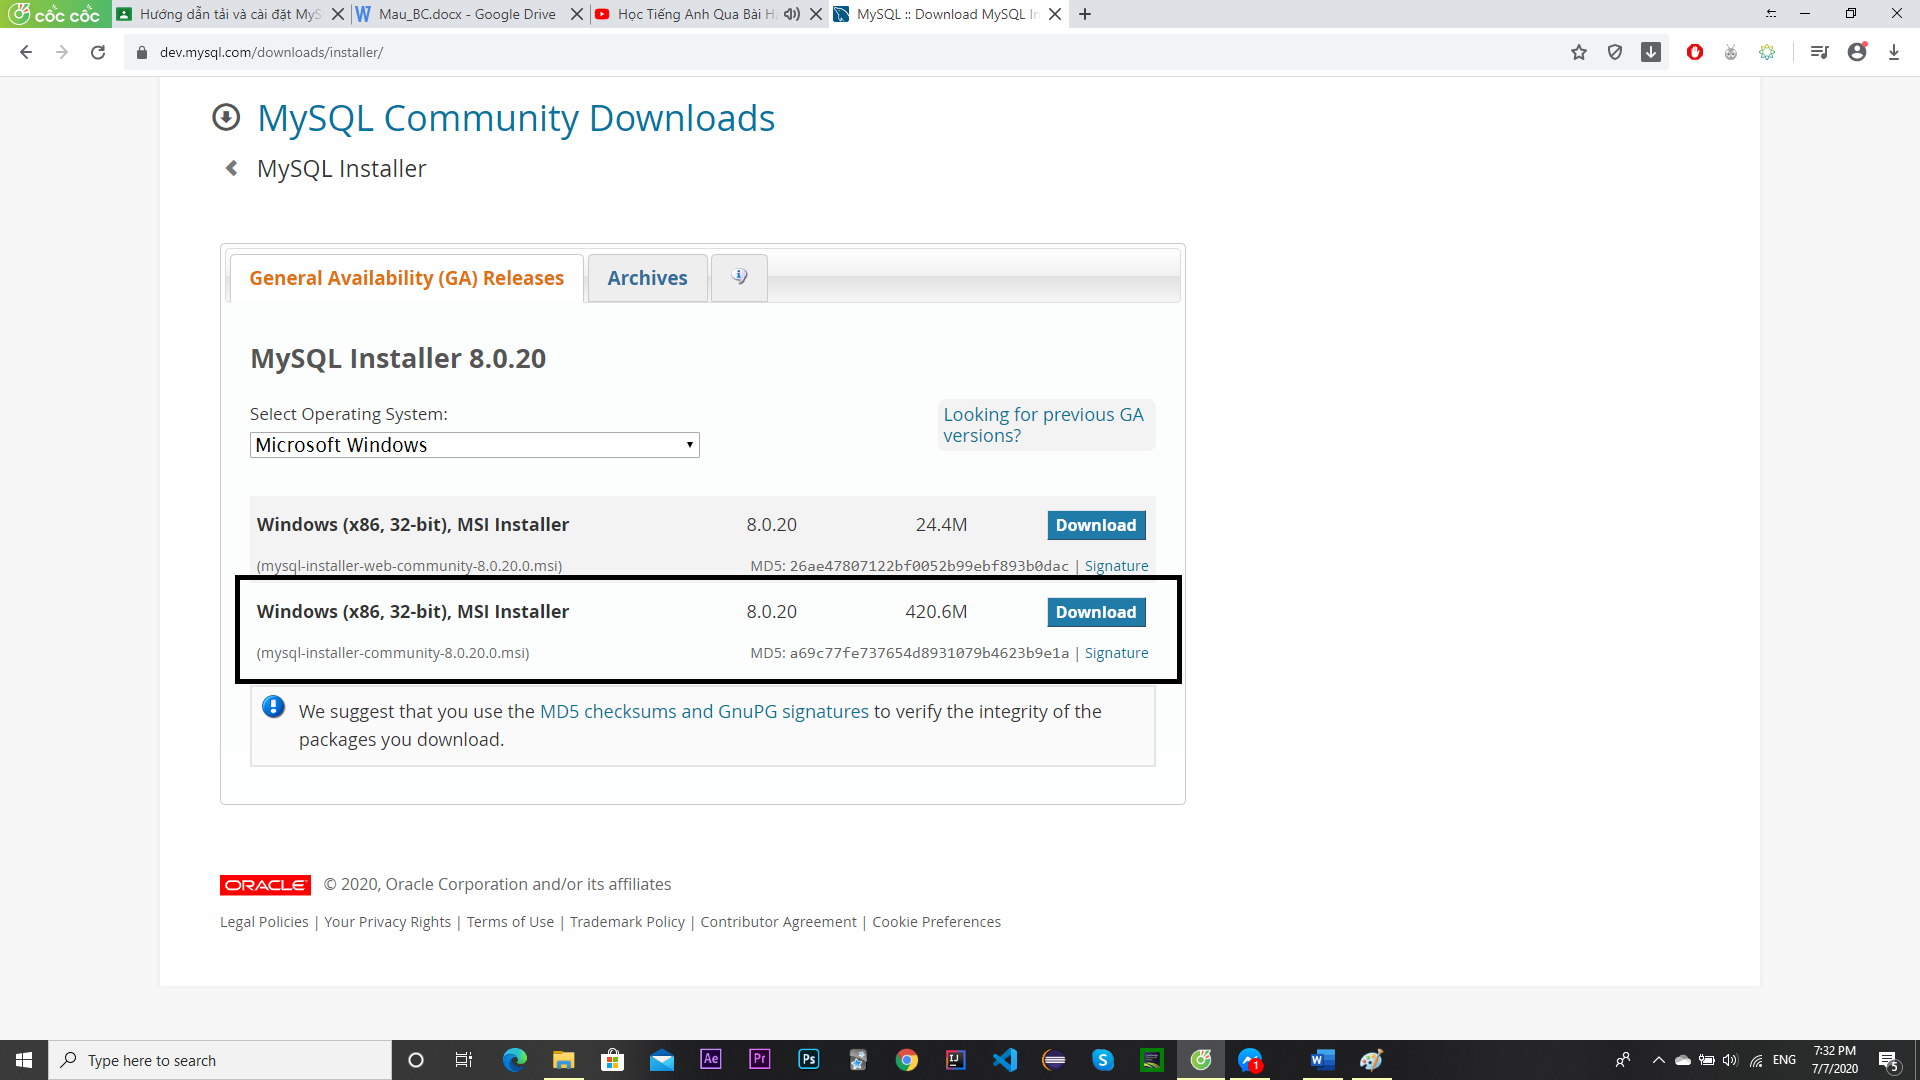 cốc cốc
Hướng dẫn tải và cài đặt MyS
Mau_BC.docx - Google Drive
Học Tiếng Anh Qua Bài Há
MySQL :: Download MySQL In
dev.mysql.com/downloads/installer/
MySQL Community Downloads
MySQL Installer
General Availability (GA) Releases
Archives
MySQL Installer 8.0.20
Select Operating System:
Looking for previous GA
versions?
Microsoft Windows
Windows (x86, 32-bit), MSI Installer 8.0.20 24.4M Download
(mysql-installer-web-community-8.0.20.0.msi) MD5: 26ae47807122bf0052b99ebf893b0dac | Signature
Windows (x86, 32-bit), MSI Installer 8.0.20 420.6M Download
(mysql-installer-community-8.0.20.0.msi) MD5: a69c77fe737654d8931079b4623b9e1a | Signature
We suggest that you use the MD5 checksums and GnuPG signatures to verify the integrity of the
packages you download.
ORACLE © 2020, Oracle Corporation and/or its affiliates
Legal Policies | Your Privacy Rights | Terms of Use | Trademark Policy | Contributor Agreement | Cookie Preferences
Type here to search
Ae
Pr
Ps
IJ
S
1
W
ENG
7:32 PM
7/7/2020
5